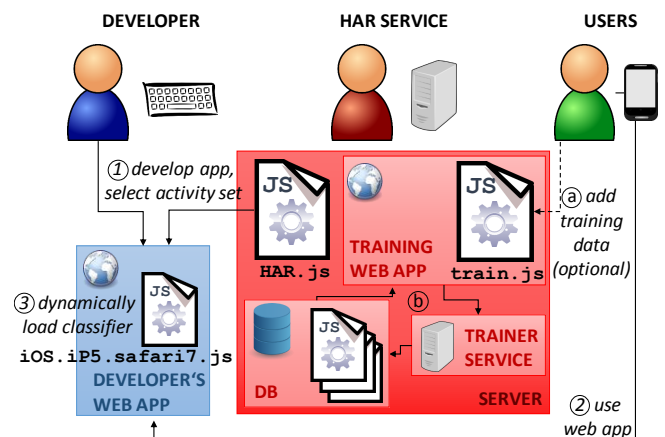 DEVELOPER
HAR SERVICE
USERS
① develop app,
select activity set
JS
HAR.js
TRAINING
WEB APP
JS
train.js
ⓐ add
training
data
(optional)
③ dynamically
load classifier
JS
iOS.iP5.safari7.js
DEVELOPER‘S
WEB APP
ⓑ
DB
JS
TRAINER
SERVICE
SERVER
② use
web app